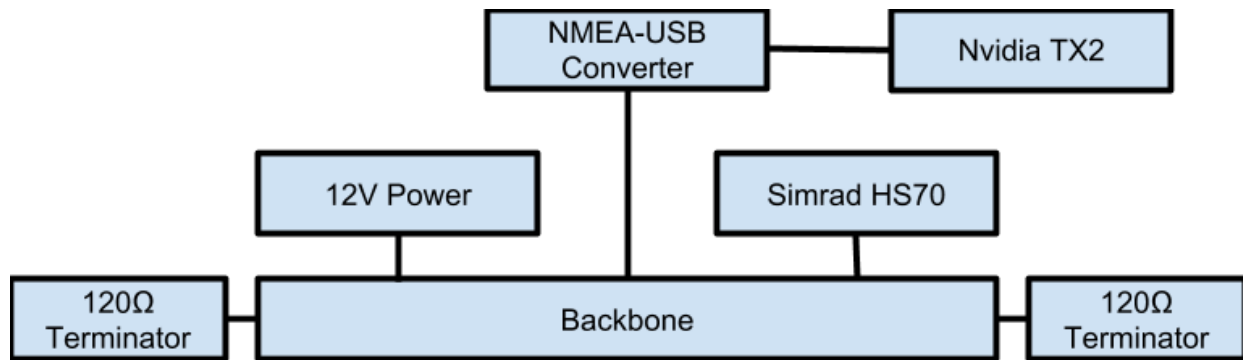 NMEA-USB
Converter
Nvidia TX2
12V Power
Simrad HS70
120Ω
Terminator
Backbone
120Ω
Terminator